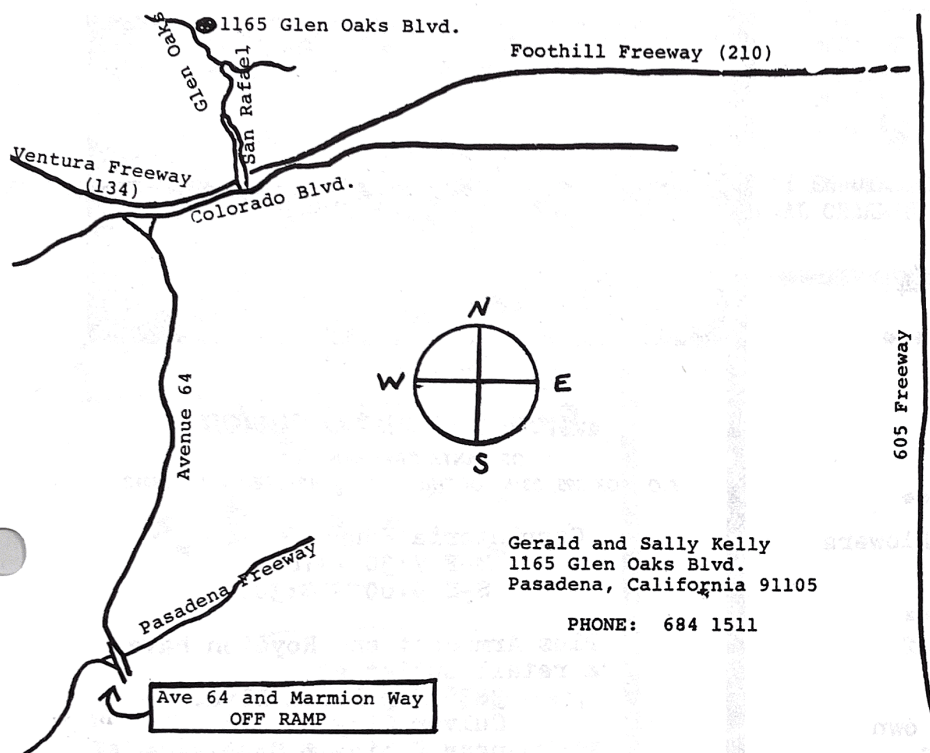 1165 Glen Oaks Blvd.
Glen Oaks
San Rafael
Foothill Freeway (210)
Ventura Freeway
(134)
Colorado Blvd.
N
W E
S
Avenue 64
605 Freeway
Pasadena Freeway
Gerald and Sally Kelly
1165 Glen Oaks Blvd.
Pasadena, California 91105
PHONE: 684 1511
Ave 64 and Marmion Way
OFF RAMP